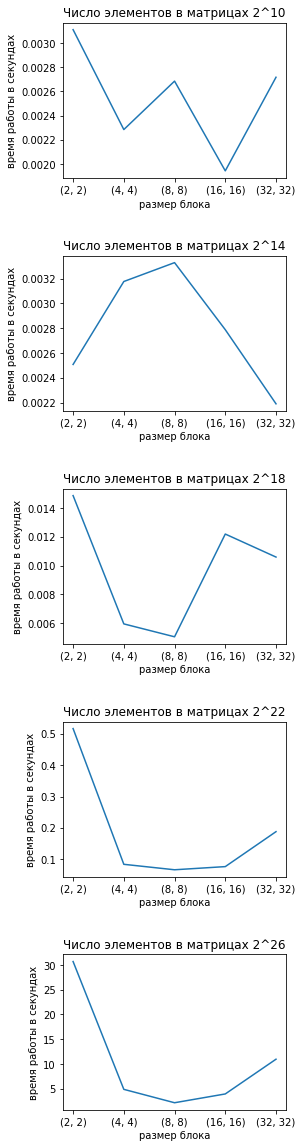 Число элементов в матрицах 2^10
время работы в секундах
0.0030
0.0028
0.0026
0.0024
0.0022
0.0020
(2, 2) (4, 4) (8, 8) (16, 16) (32, 32)
размер блока
Число элементов в матрицах 2^14
время работы в секундах
0.0032
0.0030
0.0028
0.0026
0.0024
0.0022
(2, 2) (4, 4) (8, 8) (16, 16) (32, 32)
размер блока
Число элементов в матрицах 2^18
время работы в секундах
0.014
0.012
0.010
0.008
0.006
(2, 2) (4, 4) (8, 8) (16, 16) (32, 32)
размер блока
Число элементов в матрицах 2^22
время работы в секундах
0.5
0.4
0.3
0.2
0.1
(2, 2) (4, 4) (8, 8) (16, 16) (32, 32)
размер блока
Число элементов в матрицах 2^26
время работы в секундах
30
25
20
15
10
5
(2, 2) (4, 4) (8, 8) (16, 16) (32, 32)
размер блока